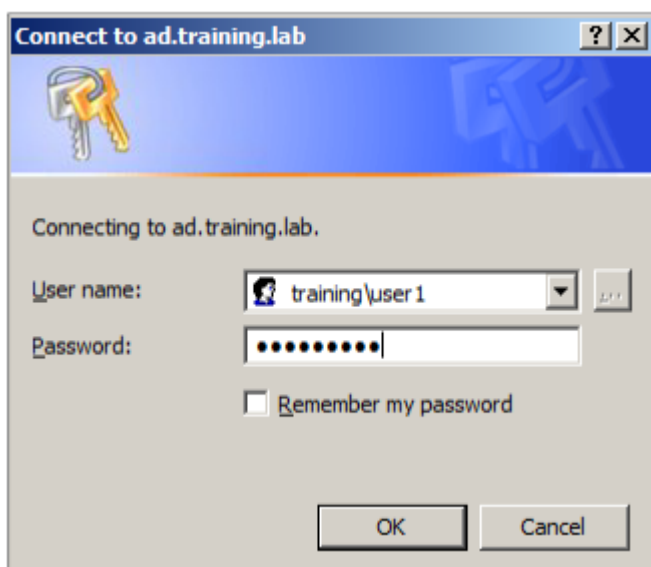 Connect to ad.training.lab
Connecting to ad.training.lab.
User name: training\user1 ...
Password: •••••••••
Remember my password
OK Cancel